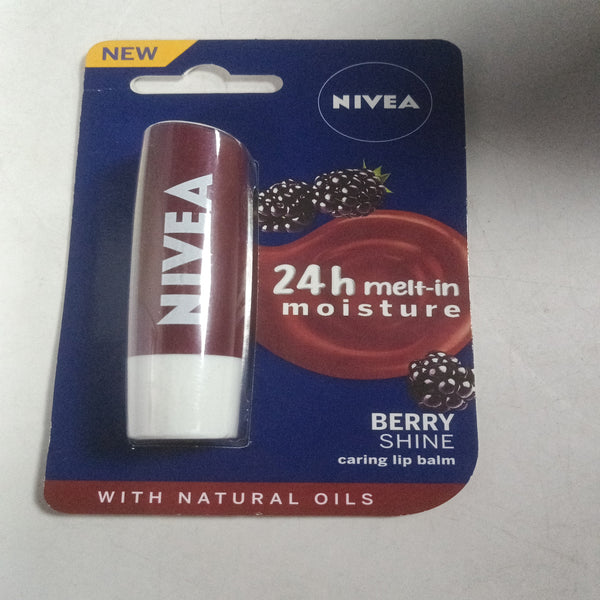 NEW
NIVEA
NIVEA
24h melt-in
moisture
BERRY
SHINE
caring lip balm
WITH NATURAL OILS